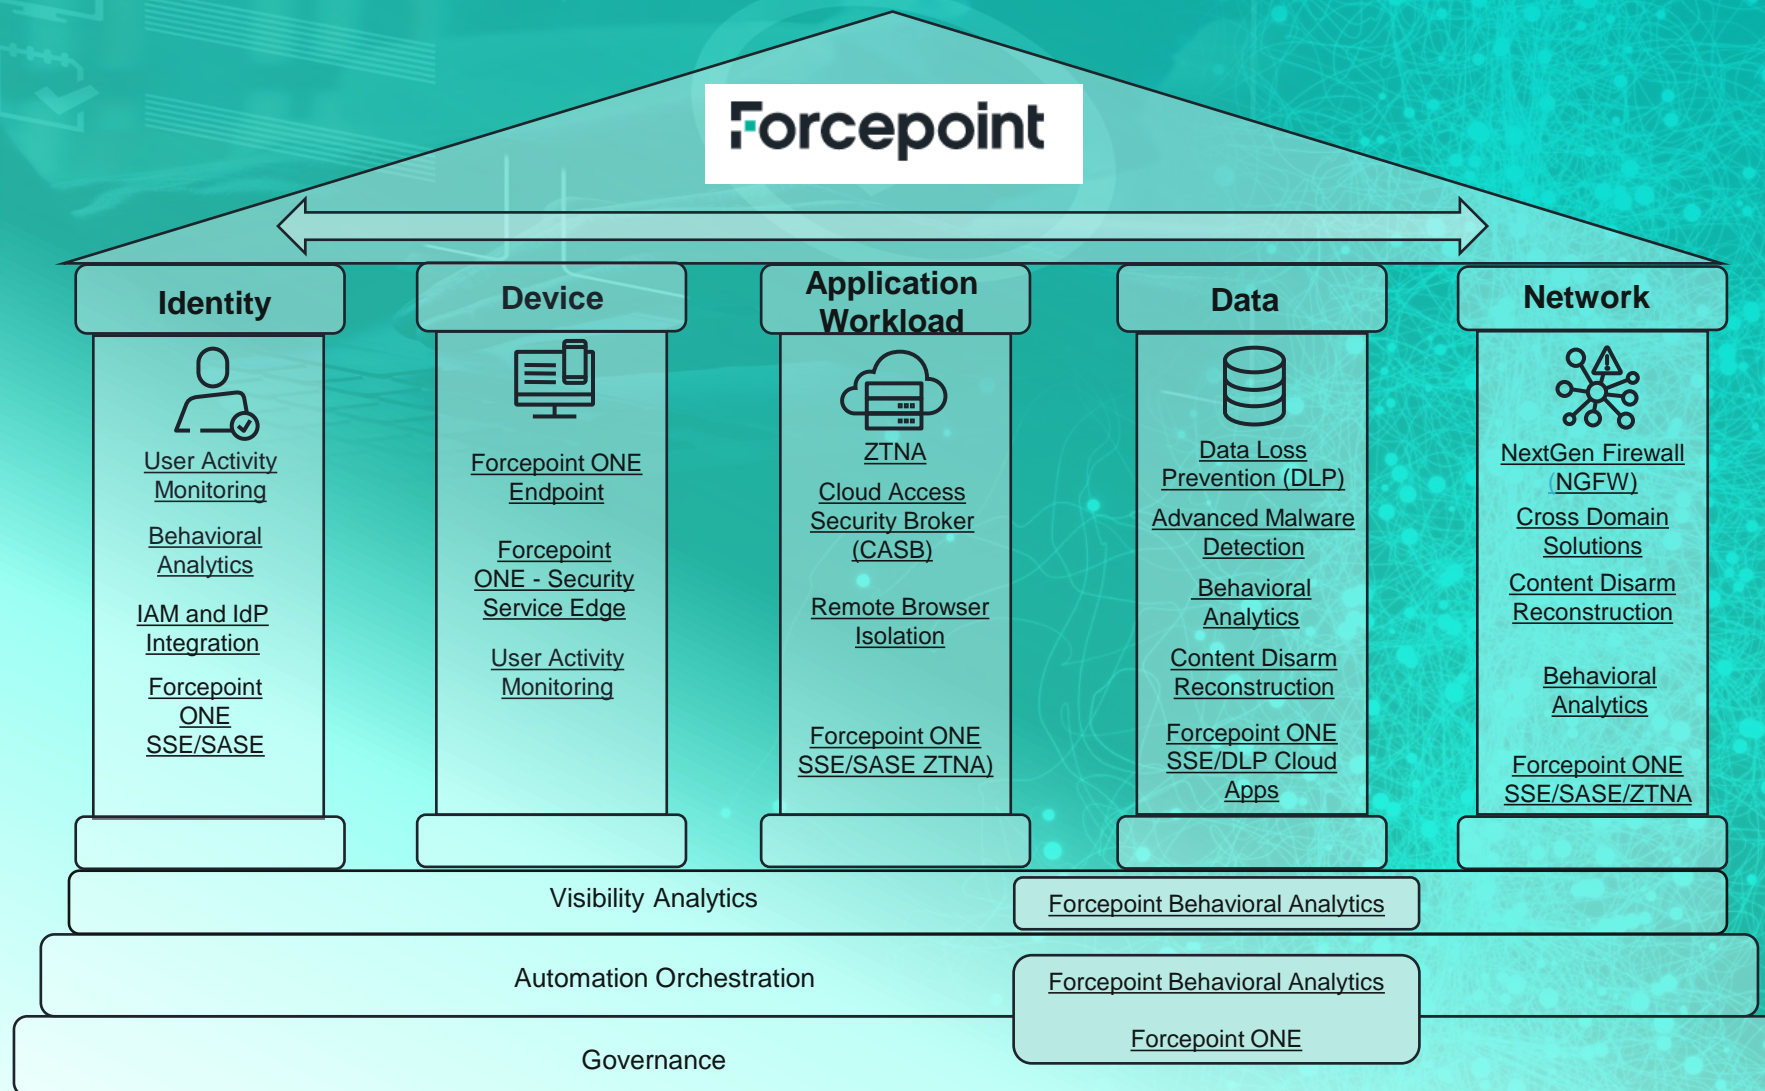 Forcepoint
Identity
User Activity
Monitoring
Behavioral
Analytics
IAM and IdP
Integration
Forcepoint
ONE
SSE/SASE
Device
Forcepoint ONE
Endpoint
Forcepoint
ONE - Security
Service Edge
User Activity
Monitoring
Application
Workload
ZTNA
Cloud Access
Security Broker
(CASB)
Remote Browser
Isolation
Forcepoint ONE
SSE/SASE ZTNA)
Data
Data Loss
Prevention (DLP)
Advanced Malware
Detection
Behavioral
Analytics
Content Disarm
Reconstruction
Forcepoint ONE
SSE/DLP Cloud
Apps
Network
NextGen Firewall
(NGFW)
Cross Domain
Solutions
Content Disarm
Reconstruction
Behavioral
Analytics
Forcepoint ONE
SSE/SASE/ZTNA
Visibility Analytics
Forcepoint Behavioral Analytics
Automation Orchestration
Forcepoint Behavioral Analytics
Forcepoint ONE
Governance